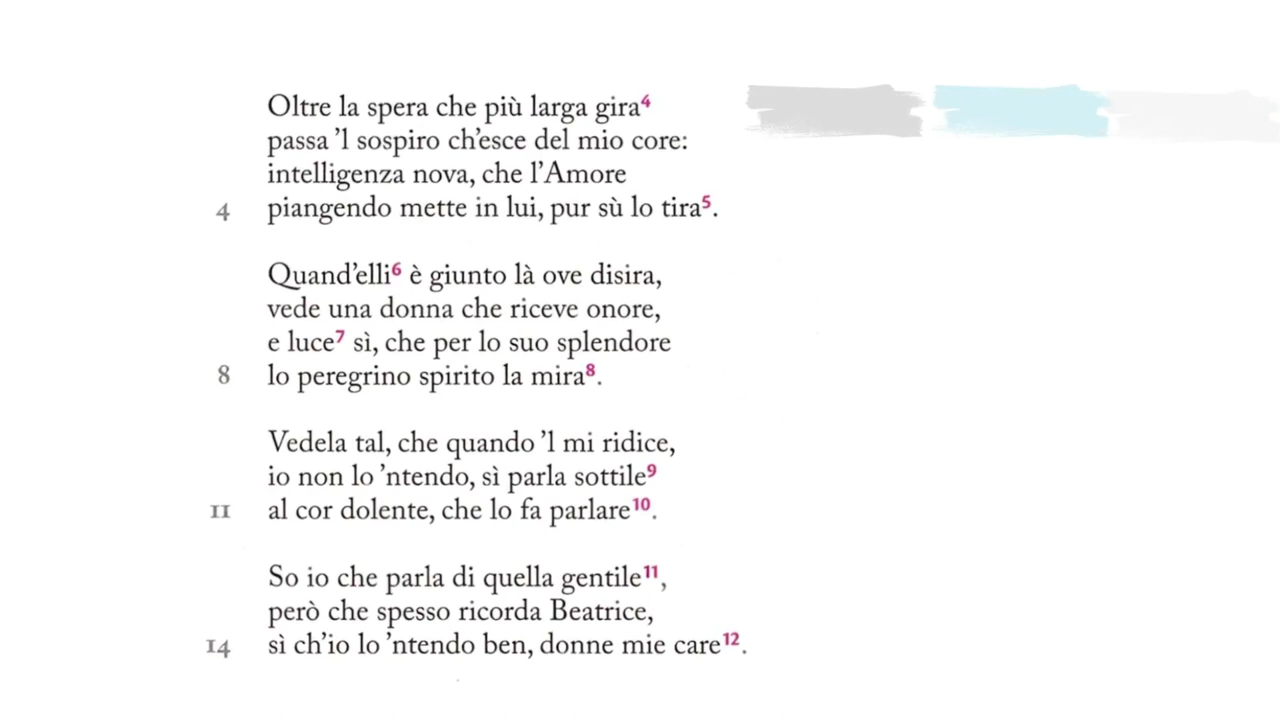 Oltre la spera che più larga gira⁴
passa ’l sospiro ch’esce del mio core:
intelligenza nova, che l’Amore
4 piangendo mette in lui, pur sù lo tira⁵.
Quand’elli⁶ è giunto là ove disira,
vede una donna che riceve onore,
e luce⁷ sì, che per lo suo splendore
8 lo peregrino spirito la mira⁸.
Vedela tal, che quando ’l mi ridice,
io non lo ’ntendo, sì parla sottile⁹
11 al cor dolente, che lo fa parlare¹⁰.
So io che parla di quella gentile¹¹,
però che spesso ricorda Beatrice,
14 sì ch’io lo ’ntendo ben, donne mie care¹².